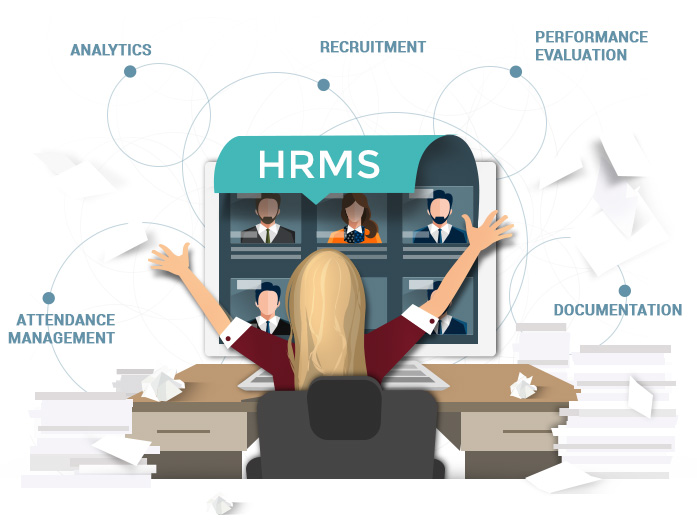 ANALYTICS
RECRUITMENT
PERFORMANCE
EVALUATION
HRMS
ATTENDANCE
MANAGEMENT
DOCUMENTATION